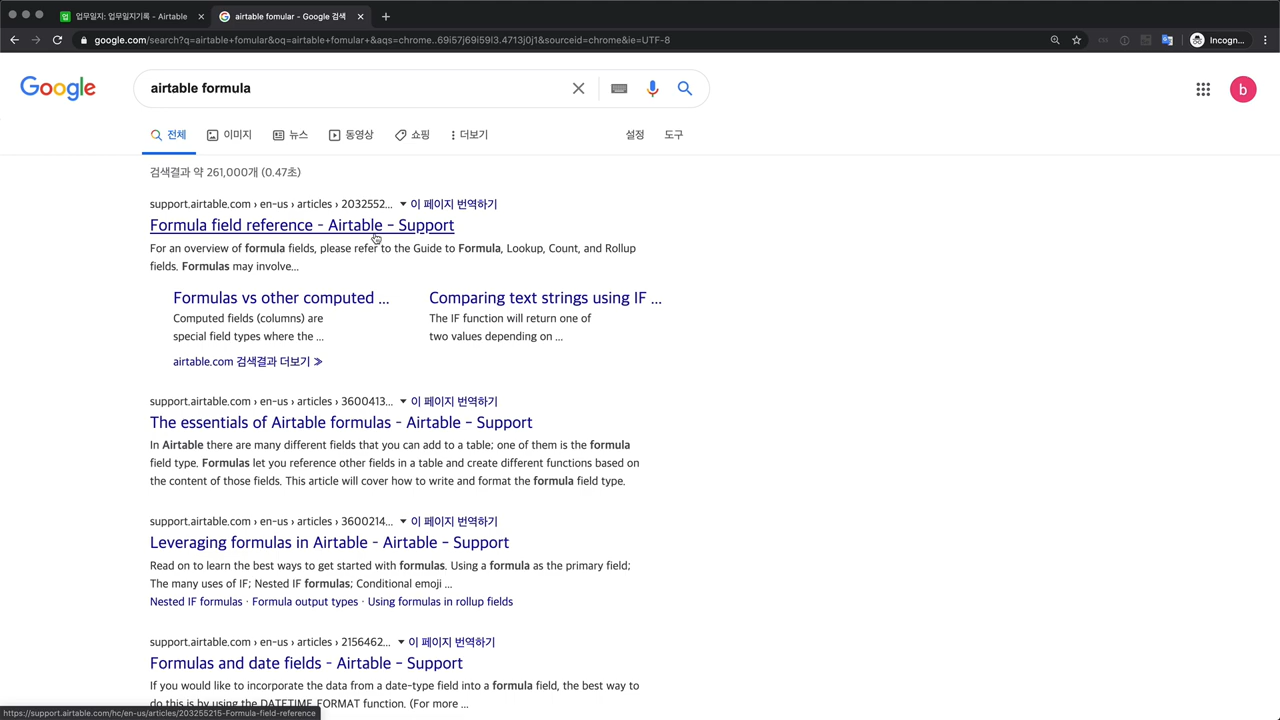 업무일지: 업무일지기록 - Airtable
airtable fomular - Google 검색
google.com/search?q=airtable+fomular&oq=airtable+fomular+&aqs=chrome..69i57j69i59l3.4713j0j1&sourceid=chrome&ie=UTF-8
Incogn...
Google
airtable formula
b
전체
이미지
뉴스
동영상
쇼핑
더보기
설정
도구
검색결과 약 261,000개 (0.47초)
support.airtable.com › en-us › articles › 2032552... ▼ 이 페이지 번역하기
Formula field reference - Airtable - Support
For an overview of formula fields, please refer to the Guide to Formula, Lookup, Count, and Rollup
fields. Formulas may involve...
Formulas vs other computed ...
Computed fields (columns) are
special field types where the ...
Comparing text strings using IF ...
The IF function will return one of
two values depending on ...
airtable.com 검색결과 더보기 »
support.airtable.com › en-us › articles › 3600413... ▼ 이 페이지 번역하기
The essentials of Airtable formulas - Airtable - Support
In Airtable there are many different fields that you can add to a table; one of them is the formula
field type. Formulas let you reference other fields in a table and create different functions based on
the content of those fields. This article will cover how to write and format the formula field type.
support.airtable.com › en-us › articles › 3600214... ▼ 이 페이지 번역하기
Leveraging formulas in Airtable - Airtable - Support
Read on to learn the best ways to get started with formulas. Using a formula as the primary field;
The many uses of IF; Nested IF formulas; Conditional emoji ...
Nested IF formulas · Formula output types · Using formulas in rollup fields
support.airtable.com › en-us › articles › 2156462... ▼ 이 페이지 번역하기
Formulas and date fields - Airtable - Support
If you would like to incorporate the data from a date-type field into a formula field, the best way to
do this is by using the DATETIME_FORMAT function. (For more ...
https://support.airtable.com/hc/en-us/articles/203255215-Formula-field-reference